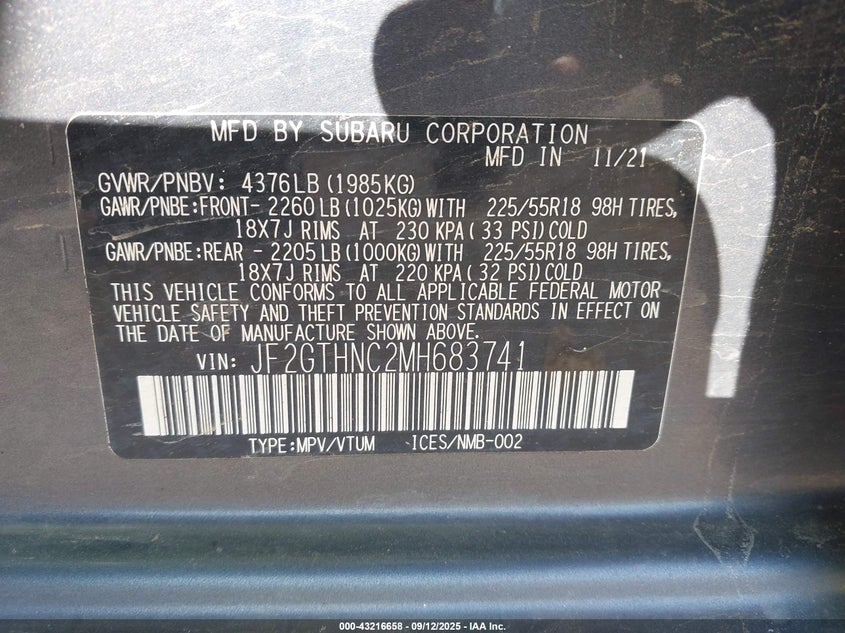 MFD BY SUBARU CORPORATION
MFD IN 11/21
GVWR/PNBV: 4376LB (1985KG)
GAWR/PNBE:FRONT- 2260LB (1025KG) WITH 225/55R18 98H TIRES,
18X7J RIMS AT 230 KPA( 33 PSI) COLD
GAWR/PNBE:REAR - 2205LB (1000KG) WITH 225/55R18 98H TIRES,
18X7J RIMS AT 220 KPA( 32 PSI) COLD
THIS VEHICLE CONFORMS TO ALL APPLICABLE FEDERAL MOTOR
VEHICLE SAFETY AND THEFT PREVENTION STANDARDS IN EFFECT ON
THE DATE OF MANUFACTURE SHOWN ABOVE.
VIN: JF2GTHNC2MH683741
TYPE:MPV/VTUM ICES/NMB-002
000-43216658 - 09/12/2025 - IAA Inc.